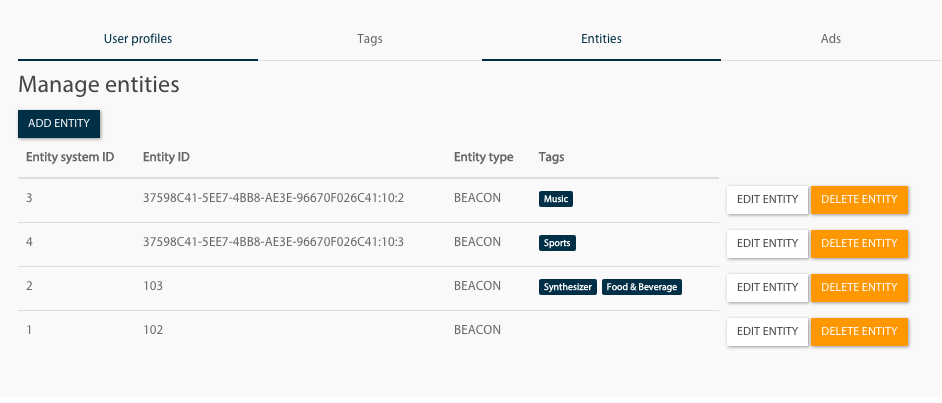 User profiles Tags Entities Ads
Manage entities
ADD ENTITY
Entity system ID Entity ID Entity type Tags
3 37598C41-5EE7-4BB8-AE3E-96670F026C41:10:2 BEACON Music EDIT ENTITY DELETE ENTITY
4 37598C41-5EE7-4BB8-AE3E-96670F026C41:10:3 BEACON Sports EDIT ENTITY DELETE ENTITY
2 103 BEACON Synthesizer Food & Beverage EDIT ENTITY DELETE ENTITY
1 102 BEACON EDIT ENTITY DELETE ENTITY